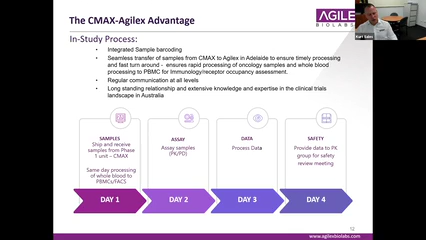 The CMAX-Agilex Advantage
AGILEX
BIOLABS
In-Study Process:
• Integrated Sample barcoding
• Seamless transfer of samples from CMAX to Agilex in Adelaide to ensure timely processing
and fast turn around - ensures rapid processing of oncology samples and whole blood
processing to PBMC for Immunology/receptor occupancy assessment.
• Regular communication at all levels
• Long standing relationship and extensive knowledge and expertise in the clinical trials
landscape in Australia
SAMPLES
Ship and receive
samples from Phase
1 unit – CMAX
Same day processing
of whole blood to
PBMCs/FACS
DAY 1
ASSAY
Assay samples
(PK/PD)
DAY 2
DATA
Process Data
DAY 3
SAFETY
Provide data to PK
group for safety
review meeting
DAY 4
12
www.agilexbiolabs.com
Kurt Sales